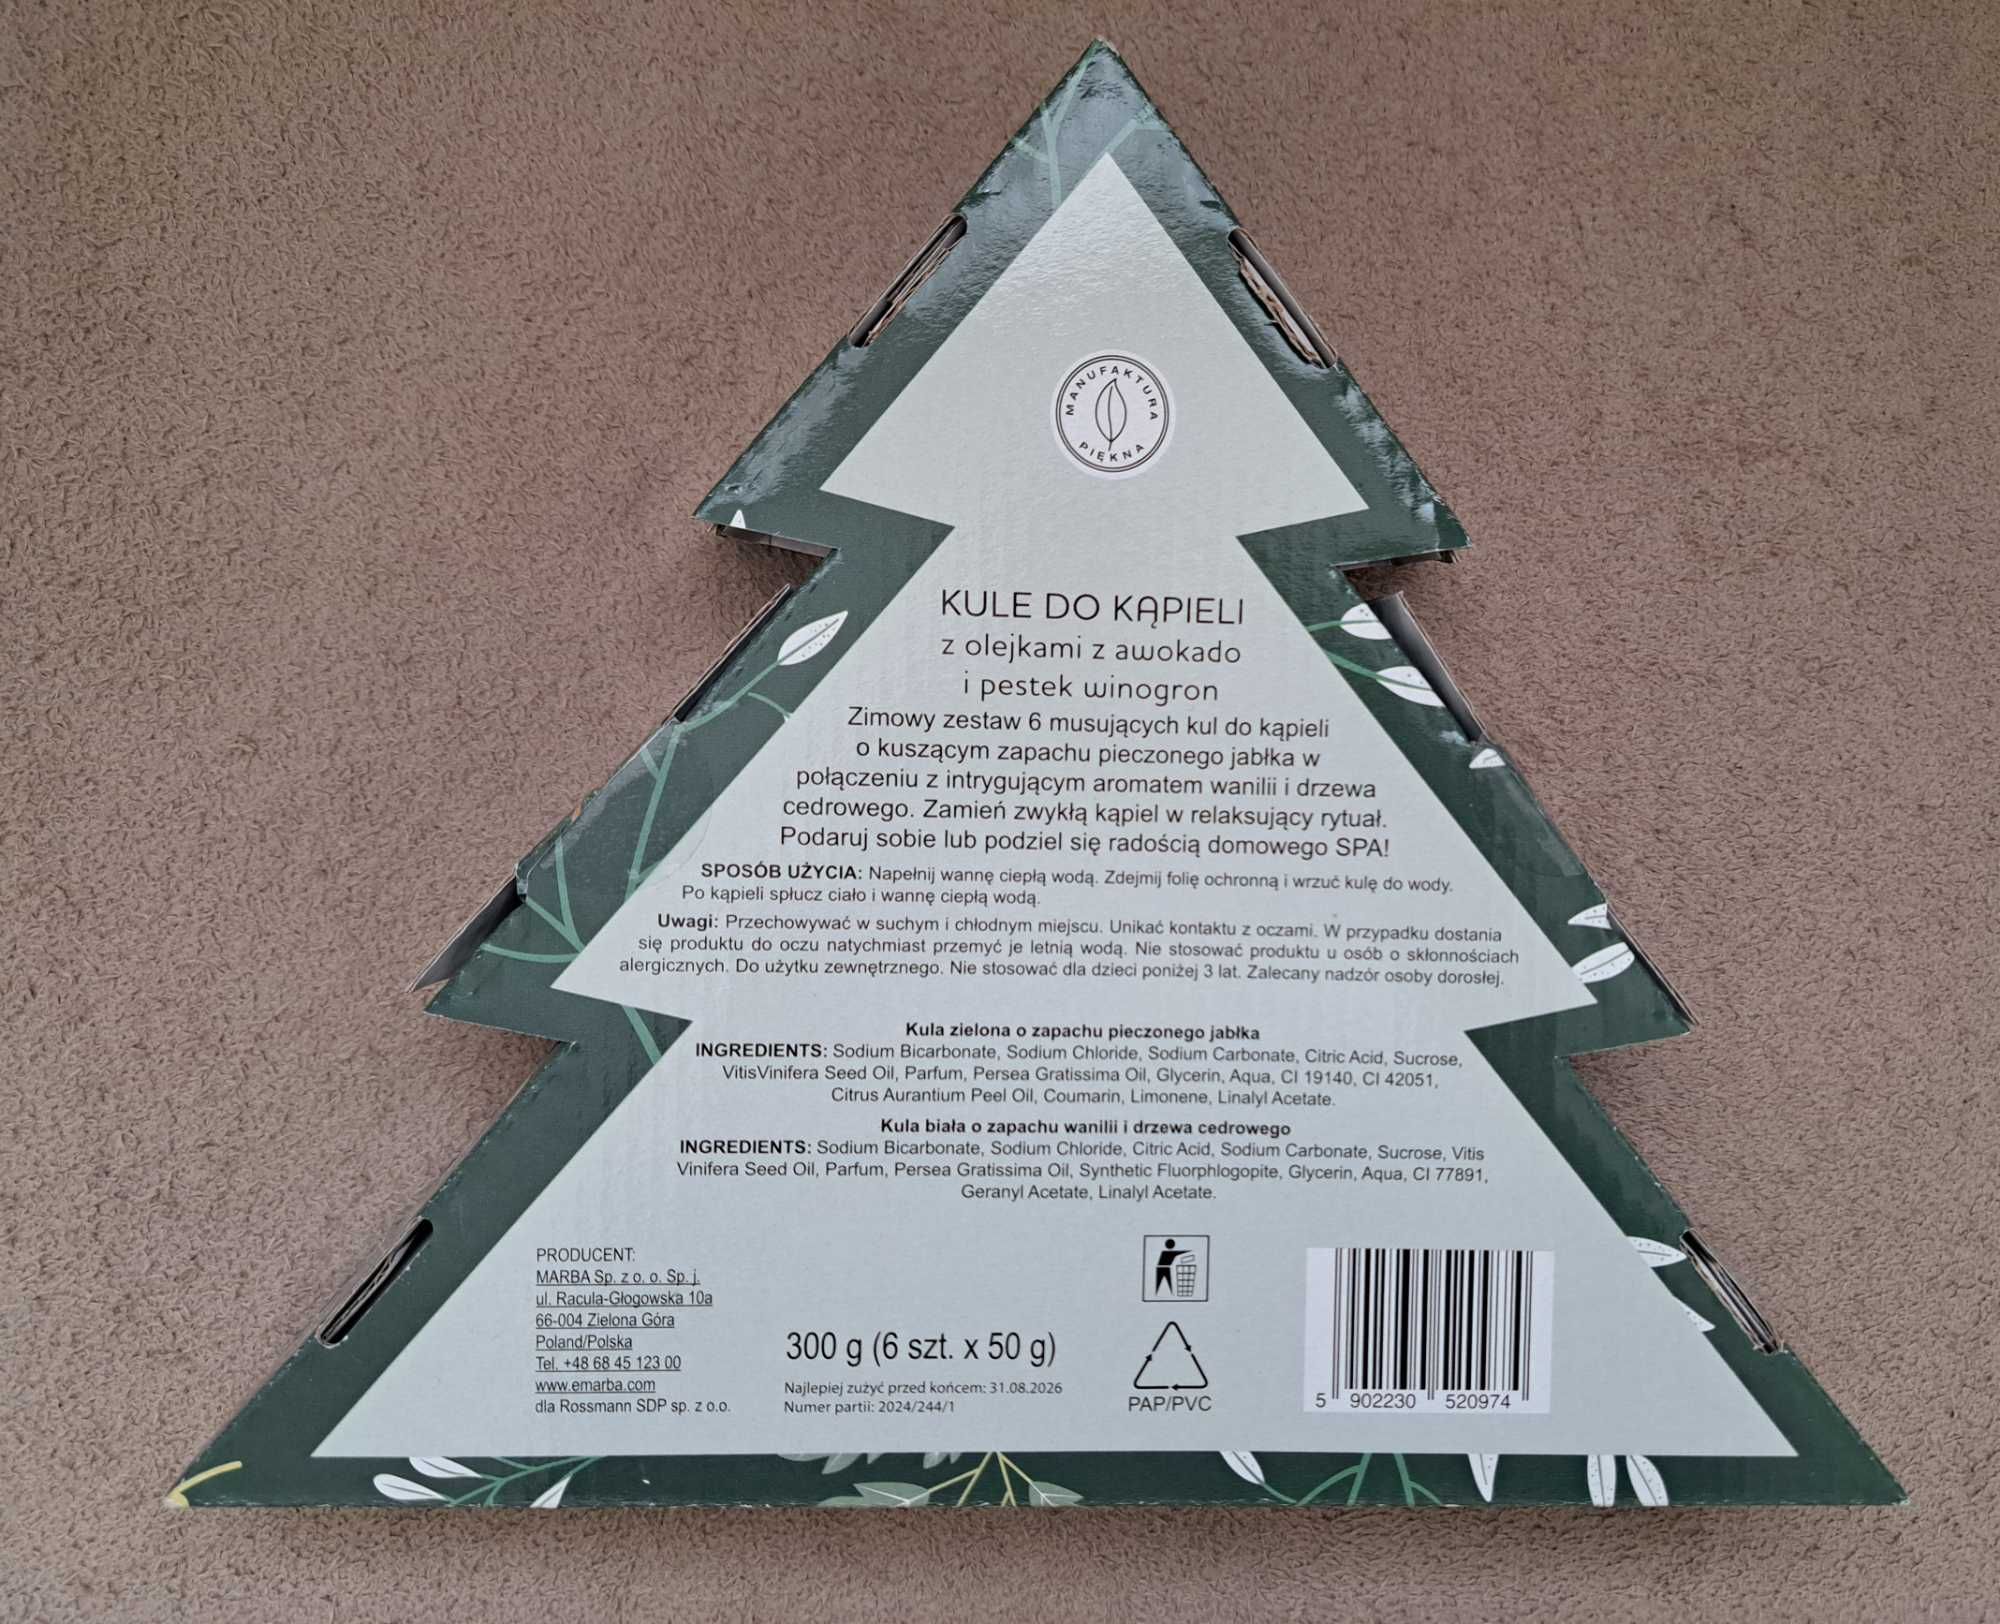 MANUFAKTURA
PIĘKNA
KULE DO KĄPIELI
z olejkami z awokado
i pestek winogron
Zimowy zestaw 6 musujących kul do kąpieli
o kuszącym zapachu pieczonego jabłka w
połączeniu z intrygującym aromatem wanilii i drzewa
cedrowego. Zamień zwykłą kąpiel w relaksujący rytuał.
Podaruj sobie lub podziel się radością domowego SPA!
SPOSÓB UŻYCIA: Napełnij wannę ciepłą wodą. Zdejmij folię ochronną i wrzuć kulę do wody.
Po kąpieli spłucz ciało i wannę ciepłą wodą.
Uwagi: Przechowywać w suchym i chłodnym miejscu. Unikać kontaktu z oczami. W przypadku dostania
się produktu do oczu natychmiast przemyć je letnią wodą. Nie stosować produktu u osób o skłonnościach
alergicznych. Do użytku zewnętrznego. Nie stosować dla dzieci poniżej 3 lat. Zalecany nadzór osoby dorosłej.
Kula zielona o zapachu pieczonego jabłka
INGREDIENTS: Sodium Bicarbonate, Sodium Chloride, Sodium Carbonate, Citric Acid, Sucrose,
VitisVinifera Seed Oil, Parfum, Persea Gratissima Oil, Glycerin, Aqua, CI 19140, CI 42051,
Citrus Aurantium Peel Oil, Coumarin, Limonene, Linalyl Acetate.
Kula biała o zapachu wanilii i drzewa cedrowego
INGREDIENTS: Sodium Bicarbonate, Sodium Chloride, Citric Acid, Sodium Carbonate, Sucrose, Vitis
Vinifera Seed Oil, Parfum, Persea Gratissima Oil, Synthetic Fluorphlogopite, Glycerin, Aqua, CI 77891,
Geranyl Acetate, Linalyl Acetate.
PRODUCENT:
MARBA Sp. z o. o. Sp. j.
ul. Racula-Głogowska 10a
66-004 Zielona Góra
Poland/Polska
Tel. +48 68 45 123 00
www.emarba.com
dla Rossmann SDP sp. z o.o.
300 g (6 szt. x 50 g)
Najlepiej zużyć przed końcem: 31.08.2026
Numer partii: 2024/244/1
PAP/PVC
5 902230 520974